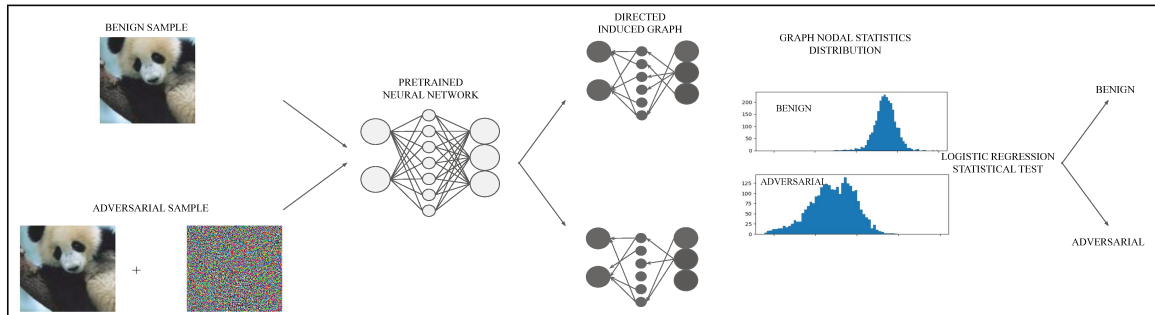 BENIGN SAMPLE
ADVERSARIAL SAMPLE
+
PRETRAINED
NEURAL NETWORK
DIRECTED
INDUCED GRAPH
GRAPH NODAL STATISTICS
DISTRIBUTION
200
150
100
50
0
BENIGN
125
100
75
50
25
0
ADVERSARIAL
LOGISTIC REGRESSION
STATISTICAL TEST
BENIGN
ADVERSARIAL